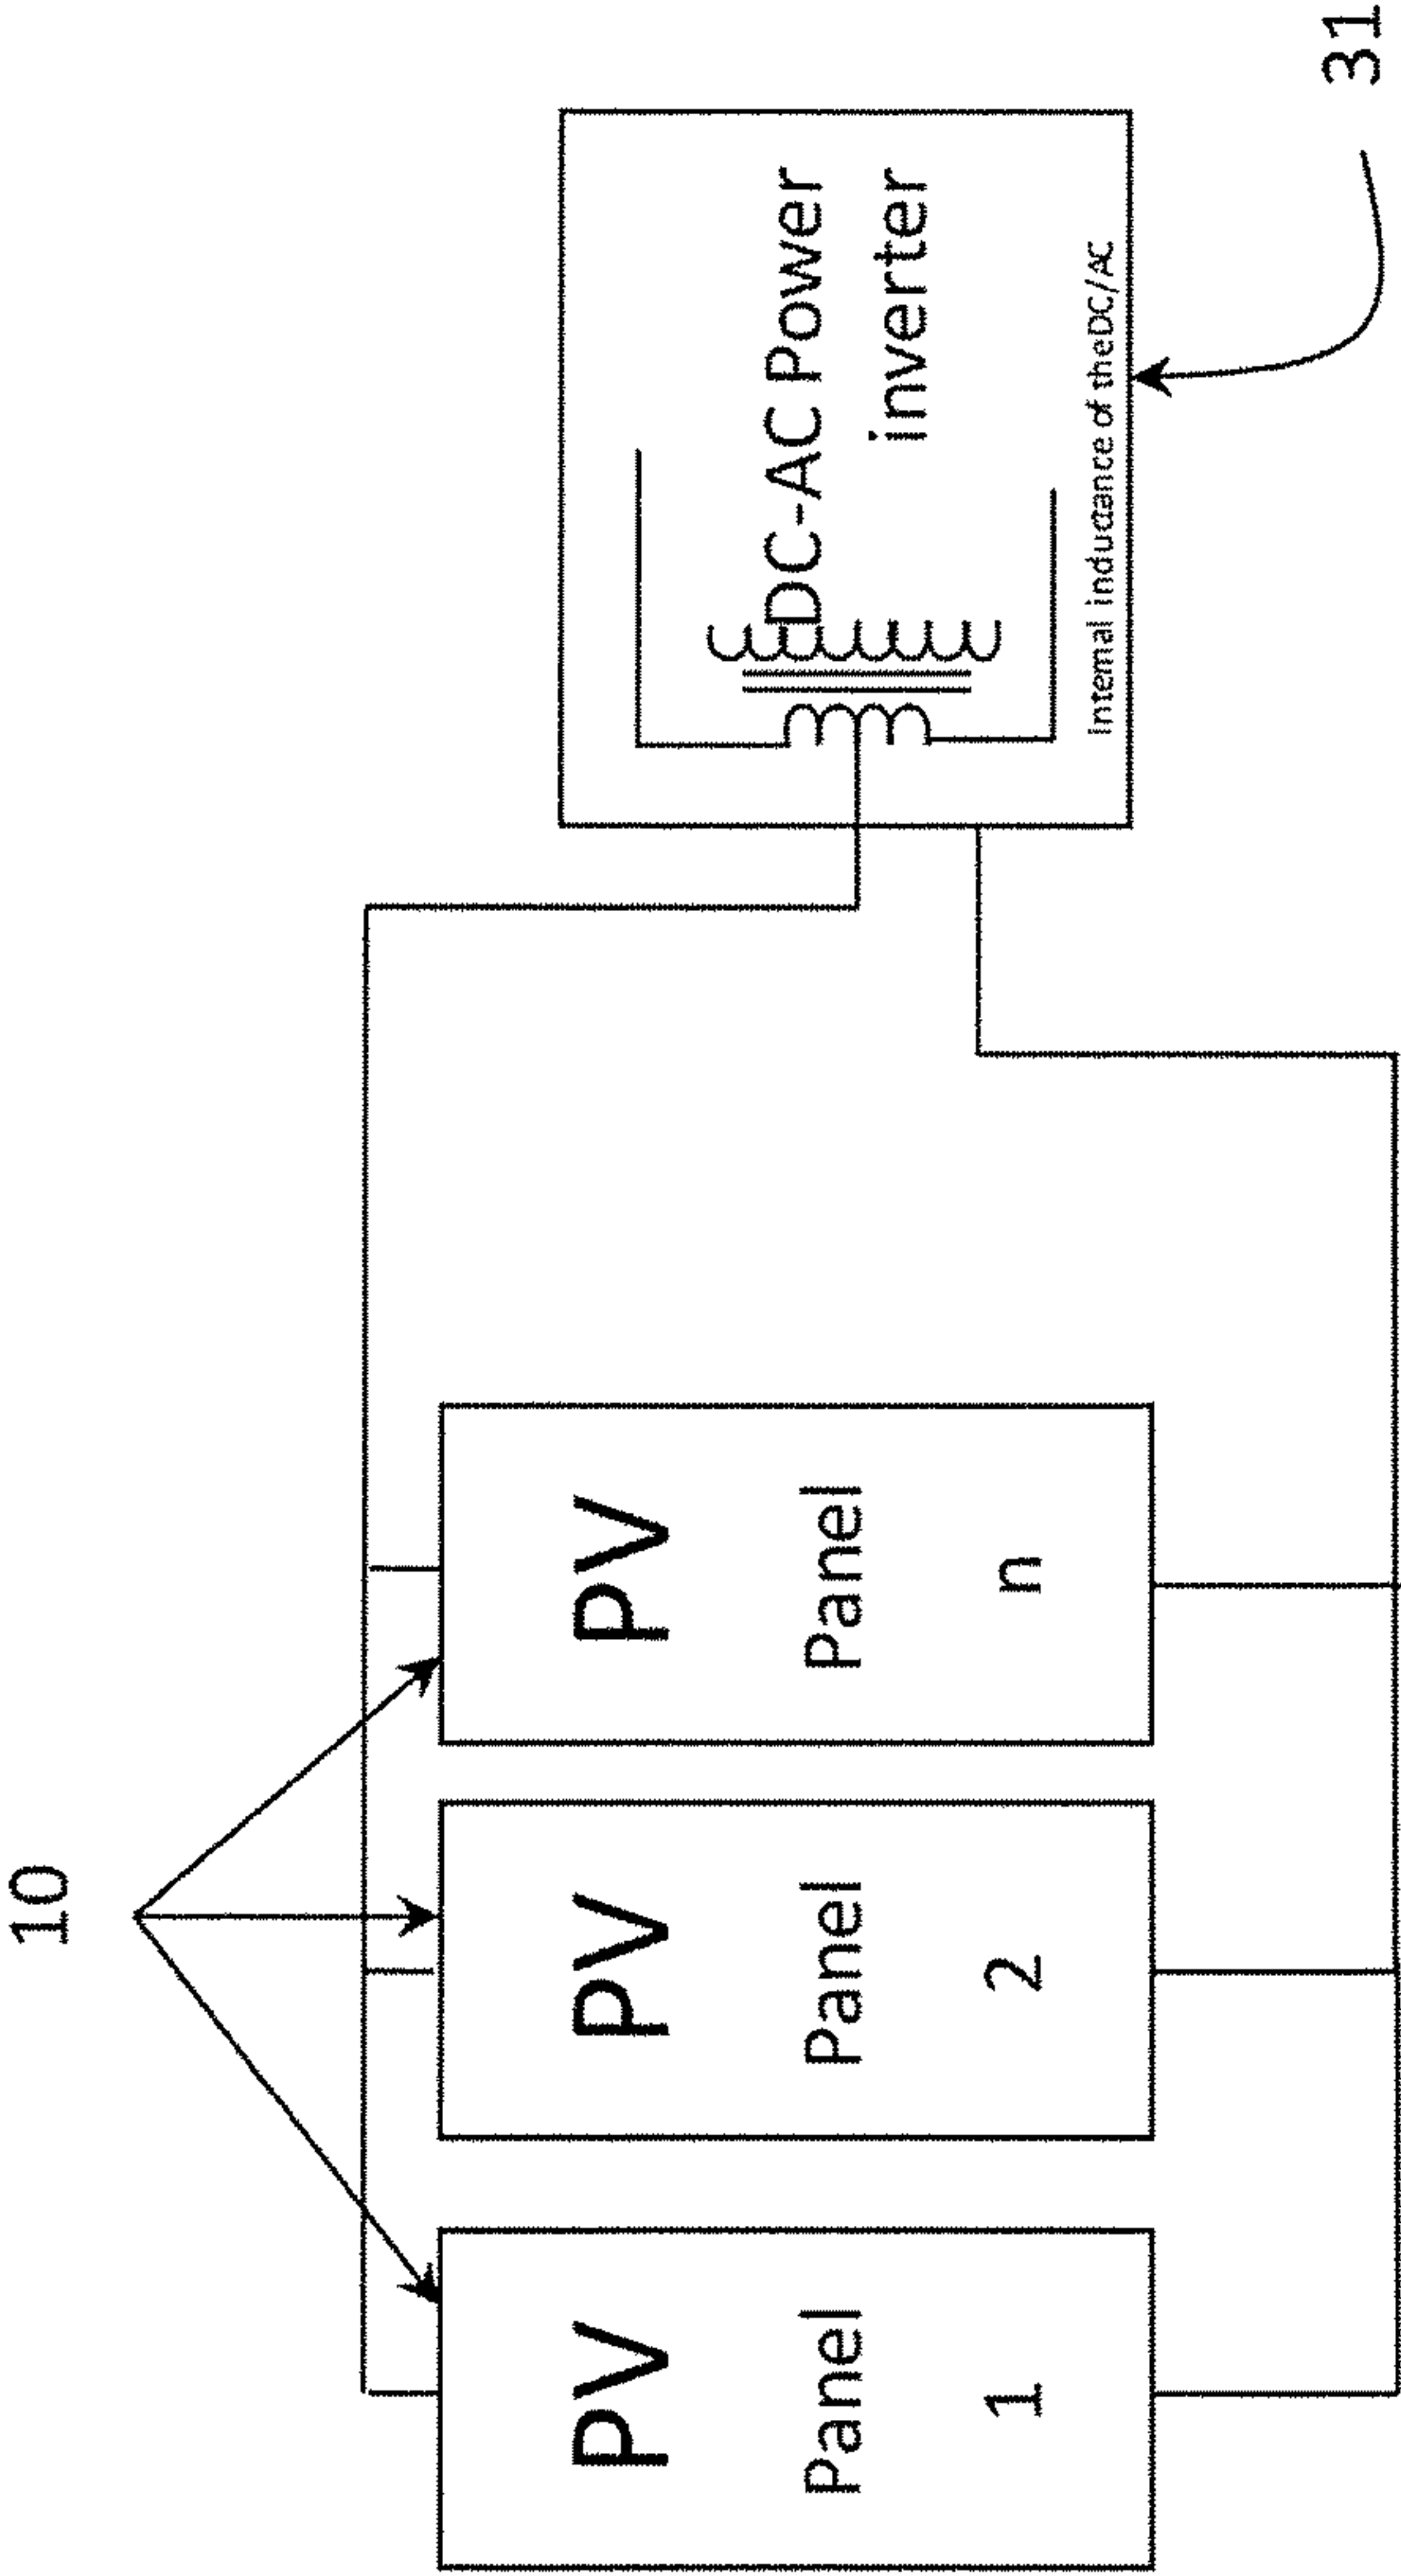 10
PV
Panel
1
PV
Panel
2
PV
Panel
n
DC-AC Power
inverter
Internal inductance of theDC/AC
31